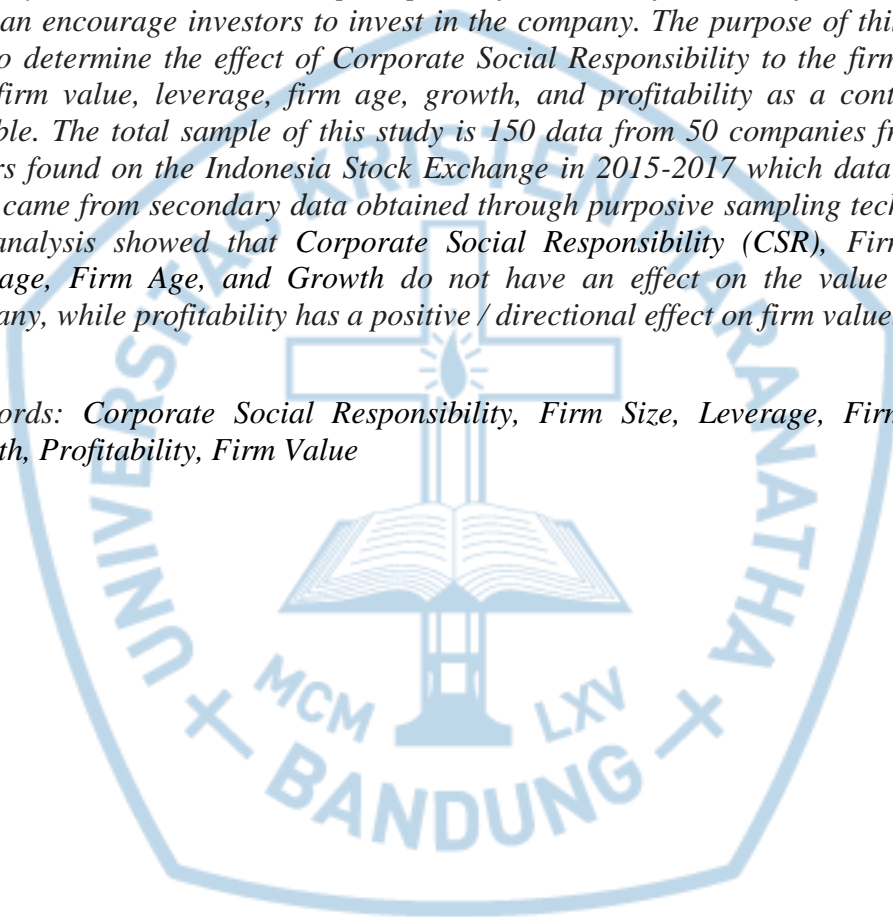 an encourage investors to invest in the company. The purpose of thi
o determine the effect of Corporate Social Responsibility to the firm
firm value, leverage, firm age, growth, and profitability as a cont
ble. The total sample of this study is 150 data from 50 companies f
rs found on the Indonesia Stock Exchange in 2015-2017 which data
came from secondary data obtained through purposive sampling tec
analysis showed that Corporate Social Responsibility (CSR), Fir
age, Firm Age, and Growth do not have an effect on the value
any, while profitability has a positive / directional effect on firm value
ords: Corporate Social Responsibility, Firm Size, Leverage, Firm
th, Profitability, Firm Value
UNIVERSITAS KRISTEN MARANATHA
MCM LXV
BANDUNG